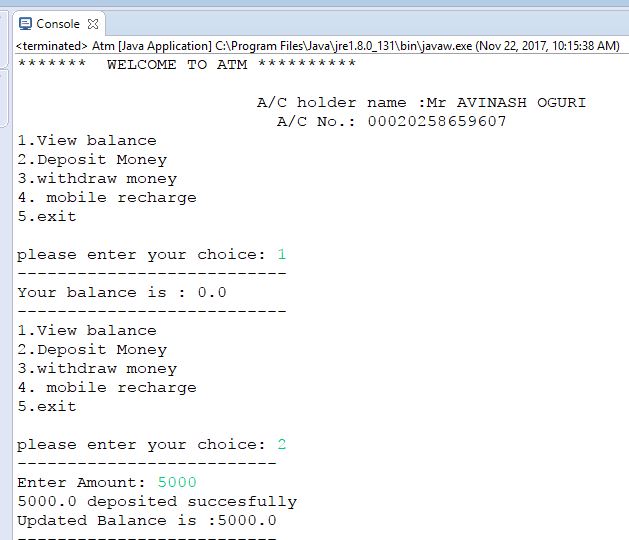 Console
<terminated> Atm [Java Application] C:\Program Files\Java\jre1.8.0_131\bin\javaw.exe (Nov 22, 2017, 10:15:38 AM)
******* WELCOME TO ATM **********
A/C holder name :Mr AVINASH OGURI
A/C No.: 00020258659607
1.View balance
2.Deposit Money
3.withdraw money
4. mobile recharge
5.exit
please enter your choice: 1
---------------------------
Your balance is : 0.0
---------------------------
1.View balance
2.Deposit Money
3.withdraw money
4. mobile recharge
5.exit
please enter your choice: 2
--------------------------
Enter Amount: 5000
5000.0 deposited succesfully
Updated Balance is :5000.0
--------------------------